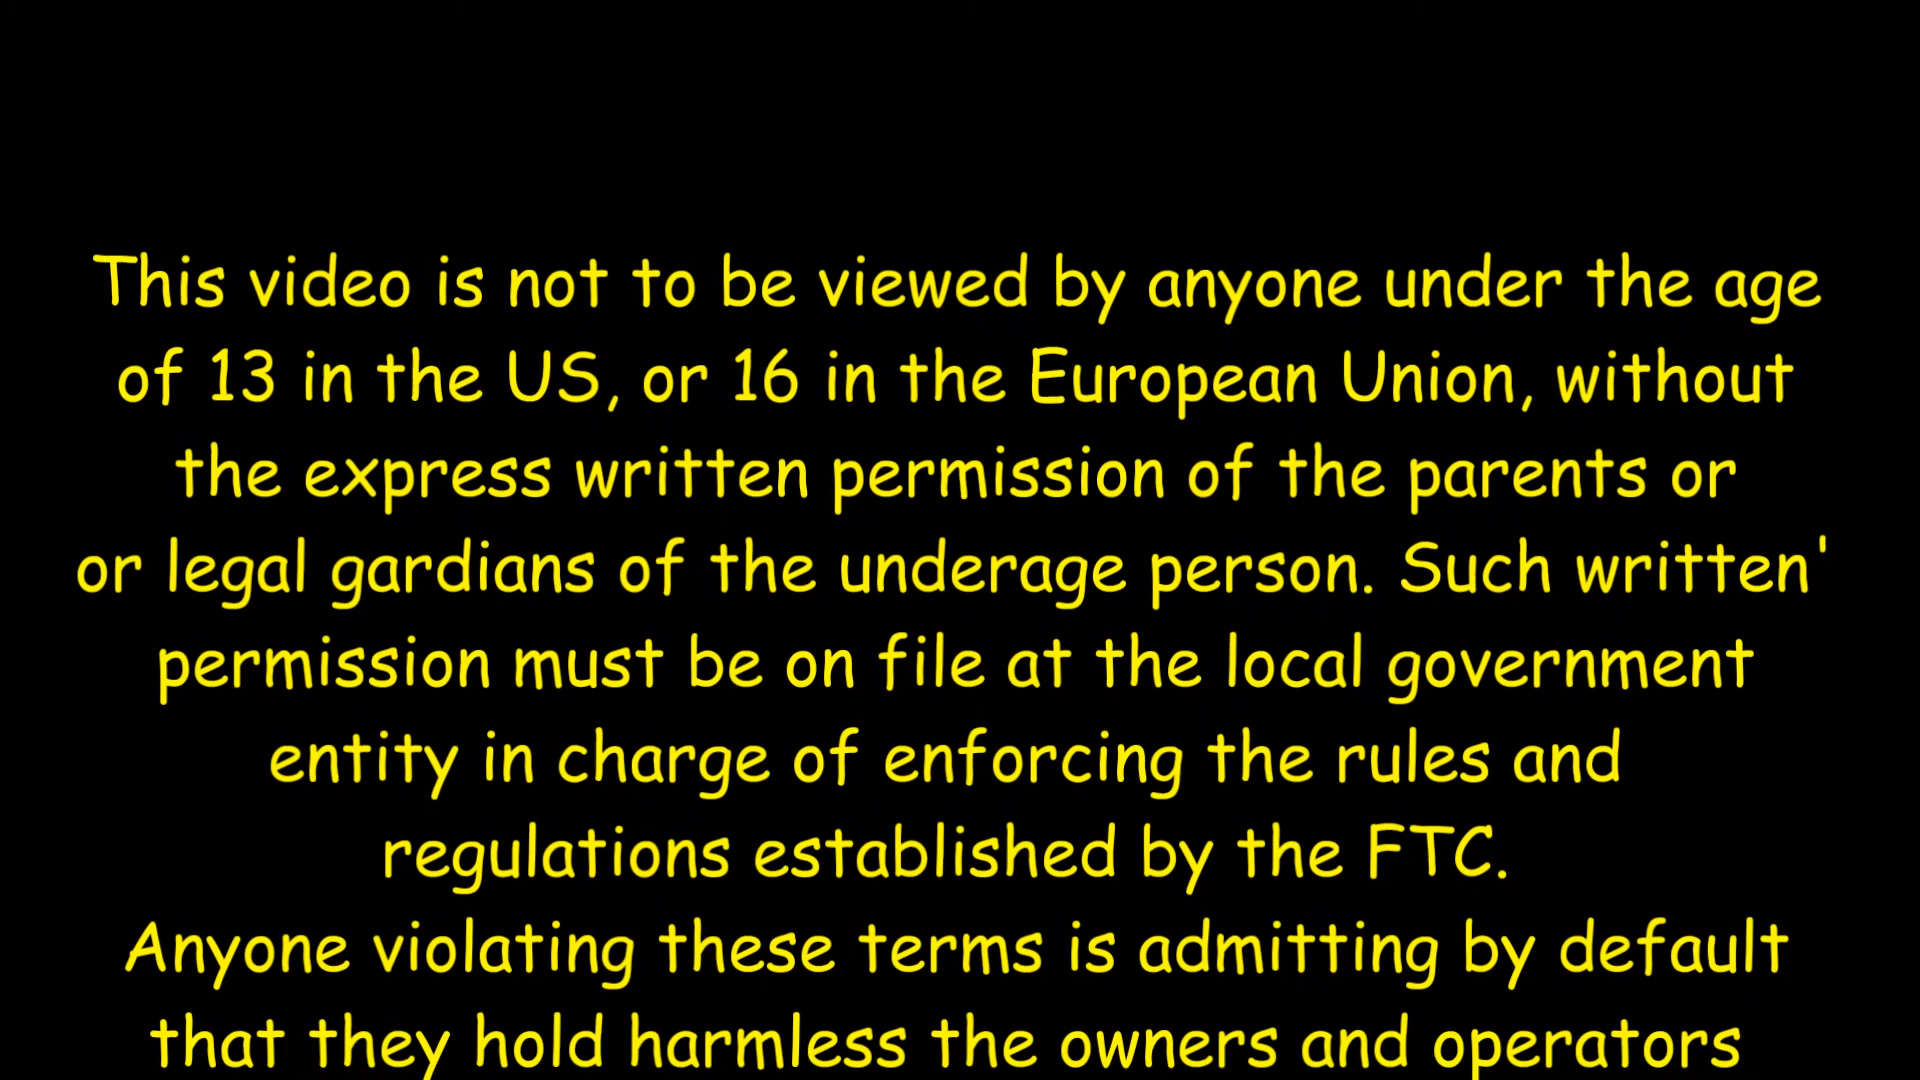 This video is not to be viewed by anyone under the age
of 13 in the US, or 16 in the European Union, without
the express written permission of the parents or
or legal gardians of the underage person. Such written'
permission must be on file at the local government
entity in charge of enforcing the rules and
regulations established by the FTC.
Anyone violating these terms is admitting by default
that they hold harmless the owners and operators